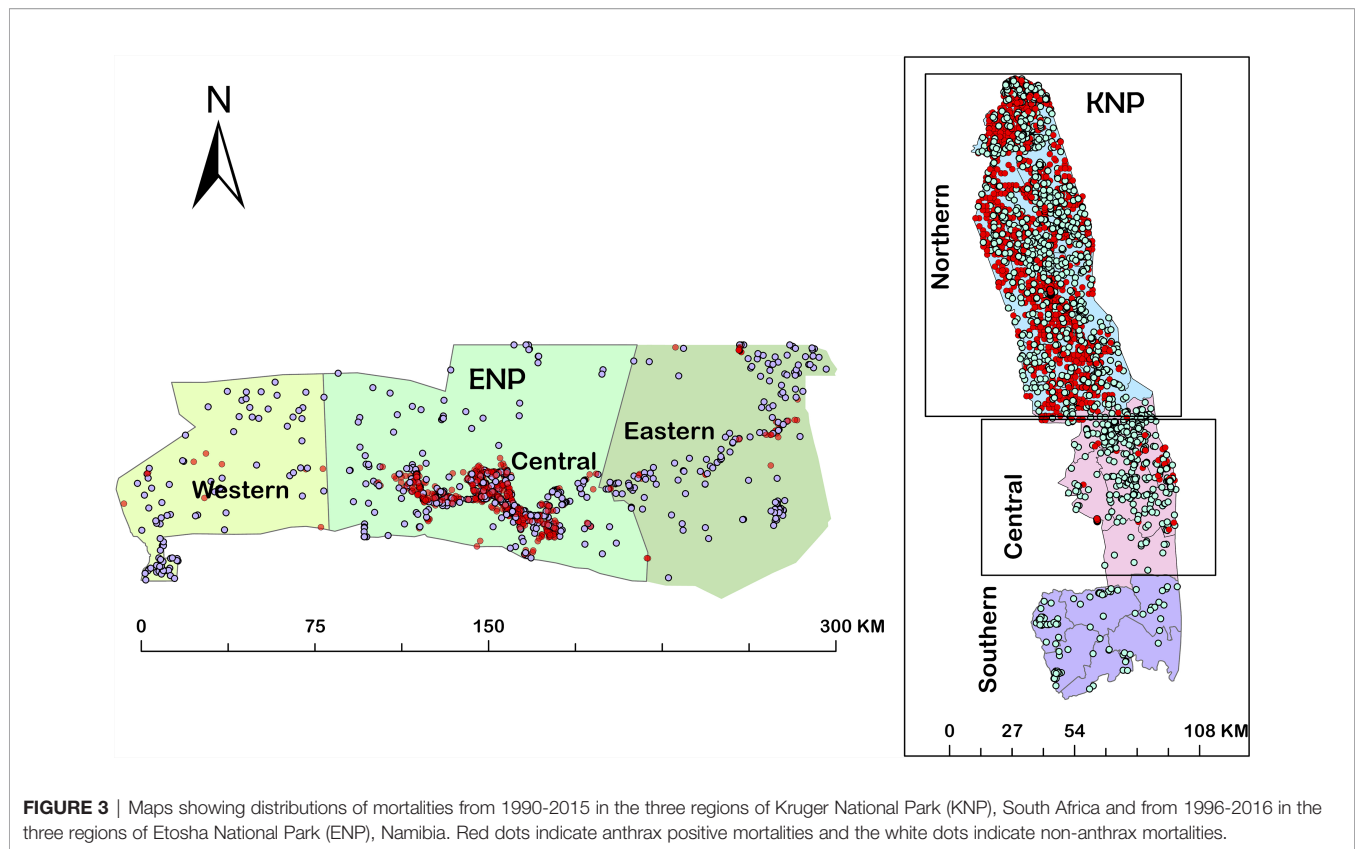 N
KNP
Northern
ENP
Eastern
Central
Western
Central
Southern
0 75 150 300 KM
0 27 54 108 KM
FIGURE 3 | Maps showing distributions of mortalities from 1990-2015 in the three regions of Kruger National Park (KNP), South Africa and from 1996-2016 in the
three regions of Etosha National Park (ENP), Namibia. Red dots indicate anthrax positive mortalities and the white dots indicate non-anthrax mortalities.